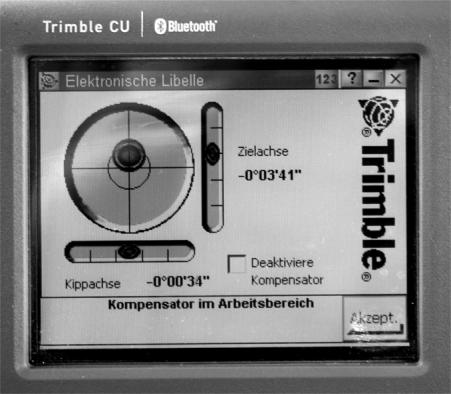 Trimble CU Bluetooth®
Elektronische Libelle 123 ?
Zielachse
-0°03'41"
Trimble®
Deaktiviere
Kompensator
Kippachse -0°00'34"
Kompensator im Arbeitsbereich
Akzept.